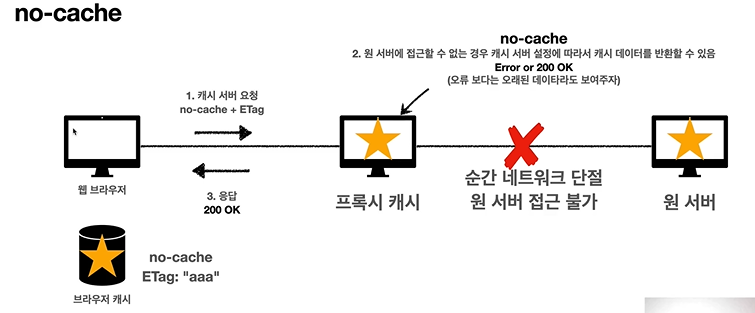 no-cache
no-cache
2. 원 서버에 접근할 수 없는 경우 캐시 서버 설정에 따라서 캐시 데이터를 반환할 수 있음
Error or 200 OK
(오류 보다는 오래된 데이타라도 보여주자)
1. 캐시 서버 요청
no-cache + ETag
웹 브라우저
3. 응답
200 OK
프록시 캐시
순간 네트워크 단절
원 서버 접근 불가
원 서버
no-cache
ETag: "aaa"
브라우저 캐시